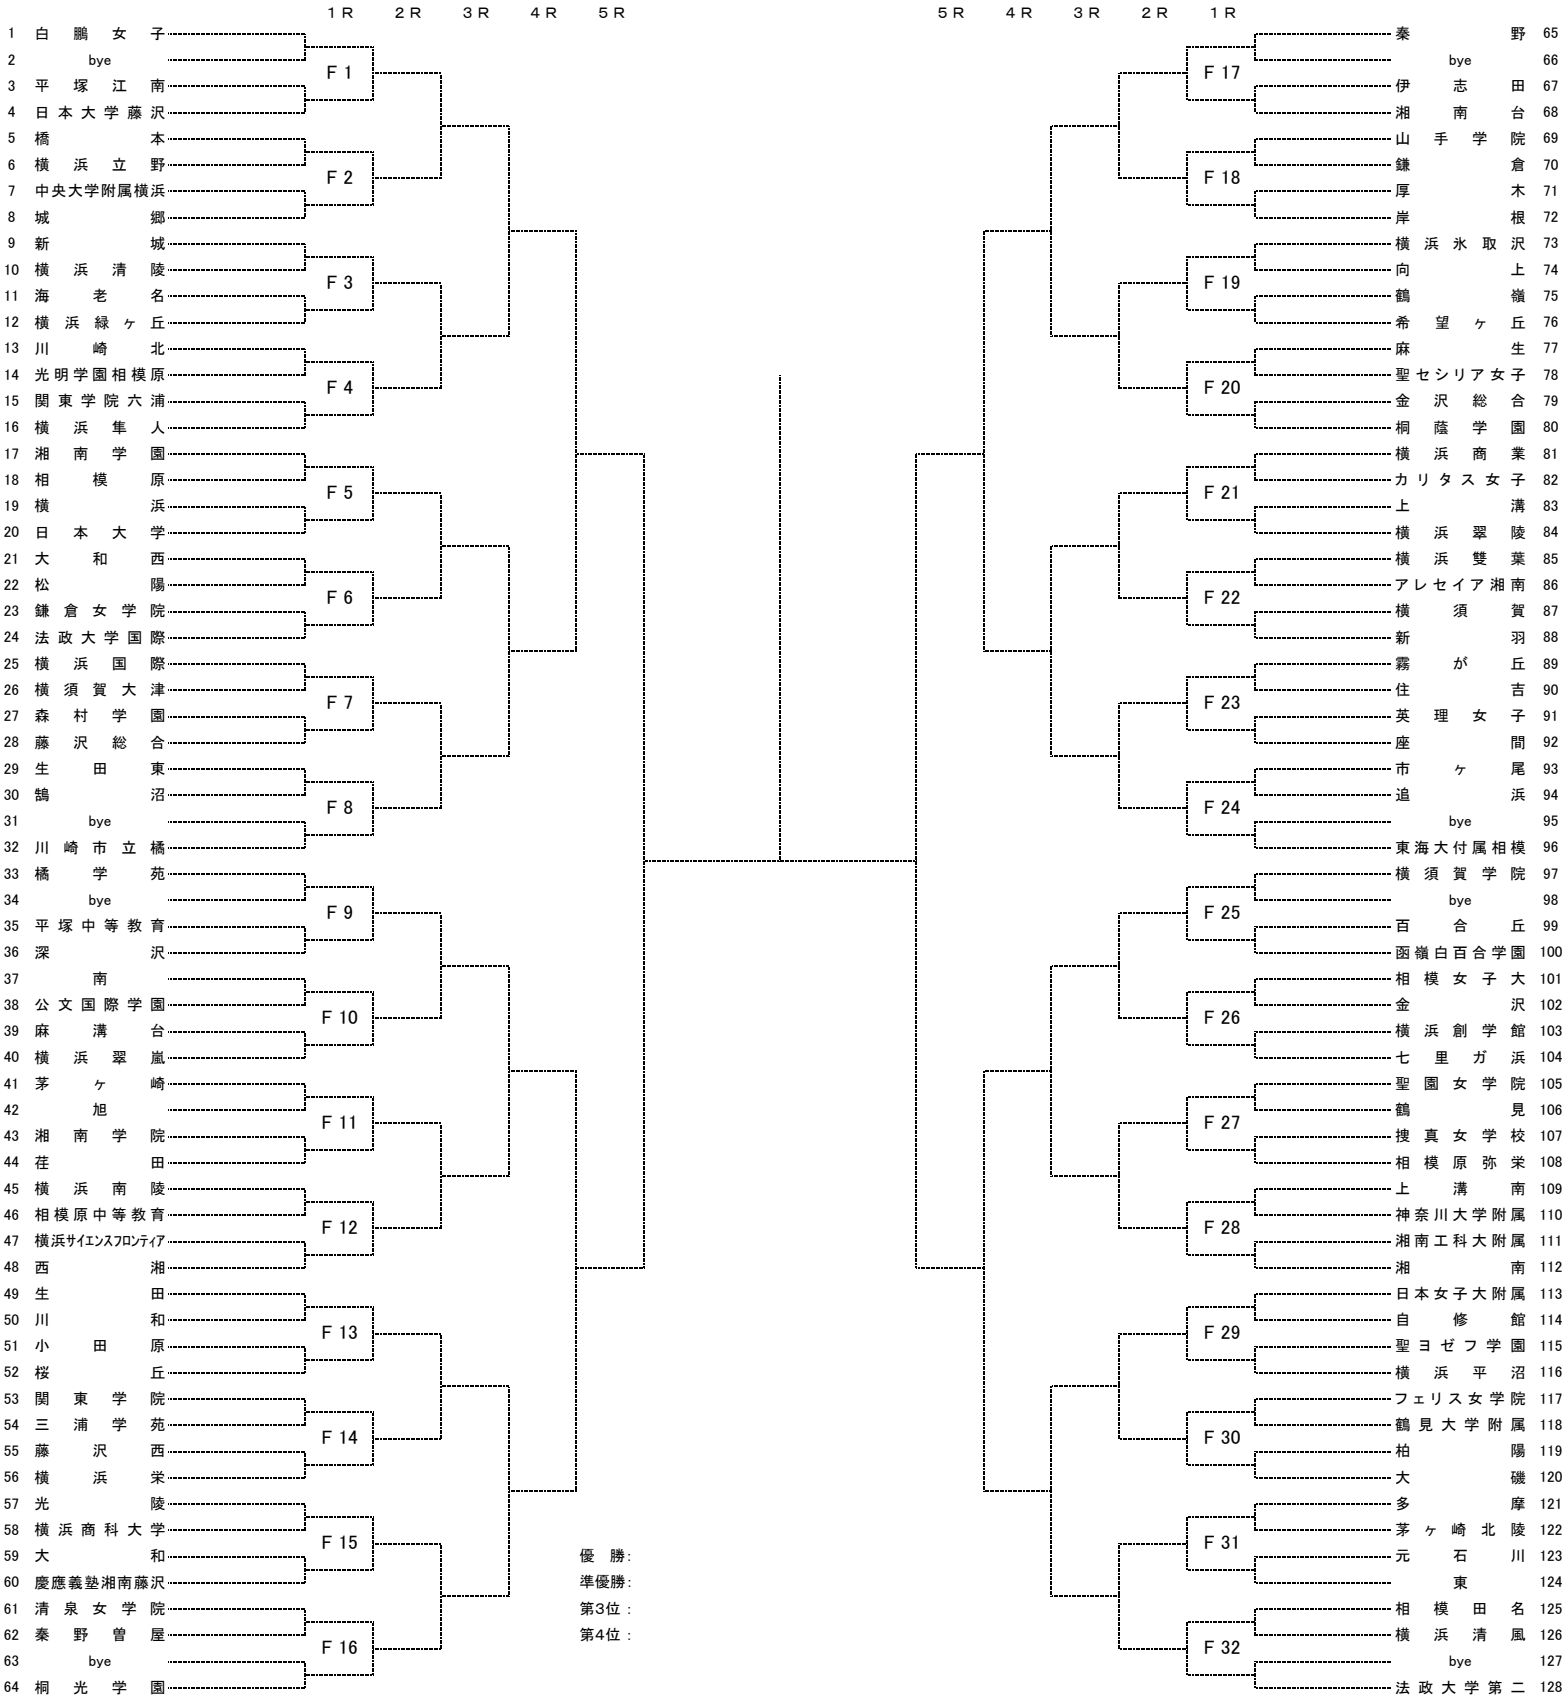 1R 2R 3R 4R 5R 5R 4R 3R 2R 1R
1 白鵬女子
2 bye
3 平塚江南
4 日本大学藤沢
5 橋本
6 横浜立野
7 中央大学附属横浜
8 城郷
9 新城
10 横浜清陵
11 海老名
12 横浜緑ヶ丘
13 川崎北
14 光明学園相模原
15 関東学院六浦
16 横浜隼人
17 湘南学園
18 相模原
19 横浜
20 日本大学
21 大和西
22 松陽
23 鎌倉女学院
24 法政大学国際
25 横浜国際
26 横須賀大津
27 森村学園
28 藤沢総合
29 生田東
30 鵠沼
31 bye
32 川崎市立橘
33 橘学苑
34 bye
35 平塚中等教育
36 深沢
37 南
38 公文国際学園
39 麻溝台
40 横浜翠嵐
41 茅ヶ崎
42 旭
43 湘南学院
44 荏田
45 横浜南陵
46 相模原中等教育
47 横浜サイエンスフロンティア
48 西湘
49 生田
50 川和
51 小田原
52 桜丘
53 関東学院
54 三浦学苑
55 藤沢西
56 横浜栄
57 光陵
58 横浜商科大学
59 大和
60 慶應義塾湘南藤沢
61 清泉女学院
62 秦野曽屋
63 bye
64 桐光学園
F1
F2
F3
F4
F5
F6
F7
F8
F9
F10
F11
F12
F13
F14
F15
F16
優勝:
準優勝:
第3位:
第4位:
F17
F18
F19
F20
F21
F22
F23
F24
F25
F26
F27
F28
F29
F30
F31
F32
秦野 65
bye 66
伊志田 67
湘南台 68
山手学院 69
鎌倉 70
厚木 71
岸根 72
横浜氷取沢 73
向上 74
鶴嶺 75
希望ヶ丘 76
麻生 77
聖セシリア女子 78
金沢総合 79
桐蔭学園 80
横浜商業 81
カリタス女子 82
上溝 83
横浜翠陵 84
横浜雙葉 85
アレセイア湘南 86
横須賀 87
新羽 88
霧が丘 89
住吉 90
英理女子 91
座間 92
市ヶ尾 93
追浜 94
bye 95
東海大付属相模 96
横須賀学院 97
bye 98
百合丘 99
函嶺白百合学園 100
相模女子大 101
金沢 102
横浜創学館 103
七里ガ浜 104
聖園女学院 105
鶴見 106
捜真女学校 107
相模原弥栄 108
上溝南 109
神奈川大学附属 110
湘南工科大附属 111
湘南 112
日本女子大附属 113
自修館 114
聖ヨゼフ学園 115
横浜平沼 116
フェリス女学院 117
鶴見大学附属 118
柏陽 119
大磯 120
多摩 121
茅ヶ崎北陵 122
元石川 123
東 124
相模田名 125
横浜清風 126
bye 127
法政大学第二 128